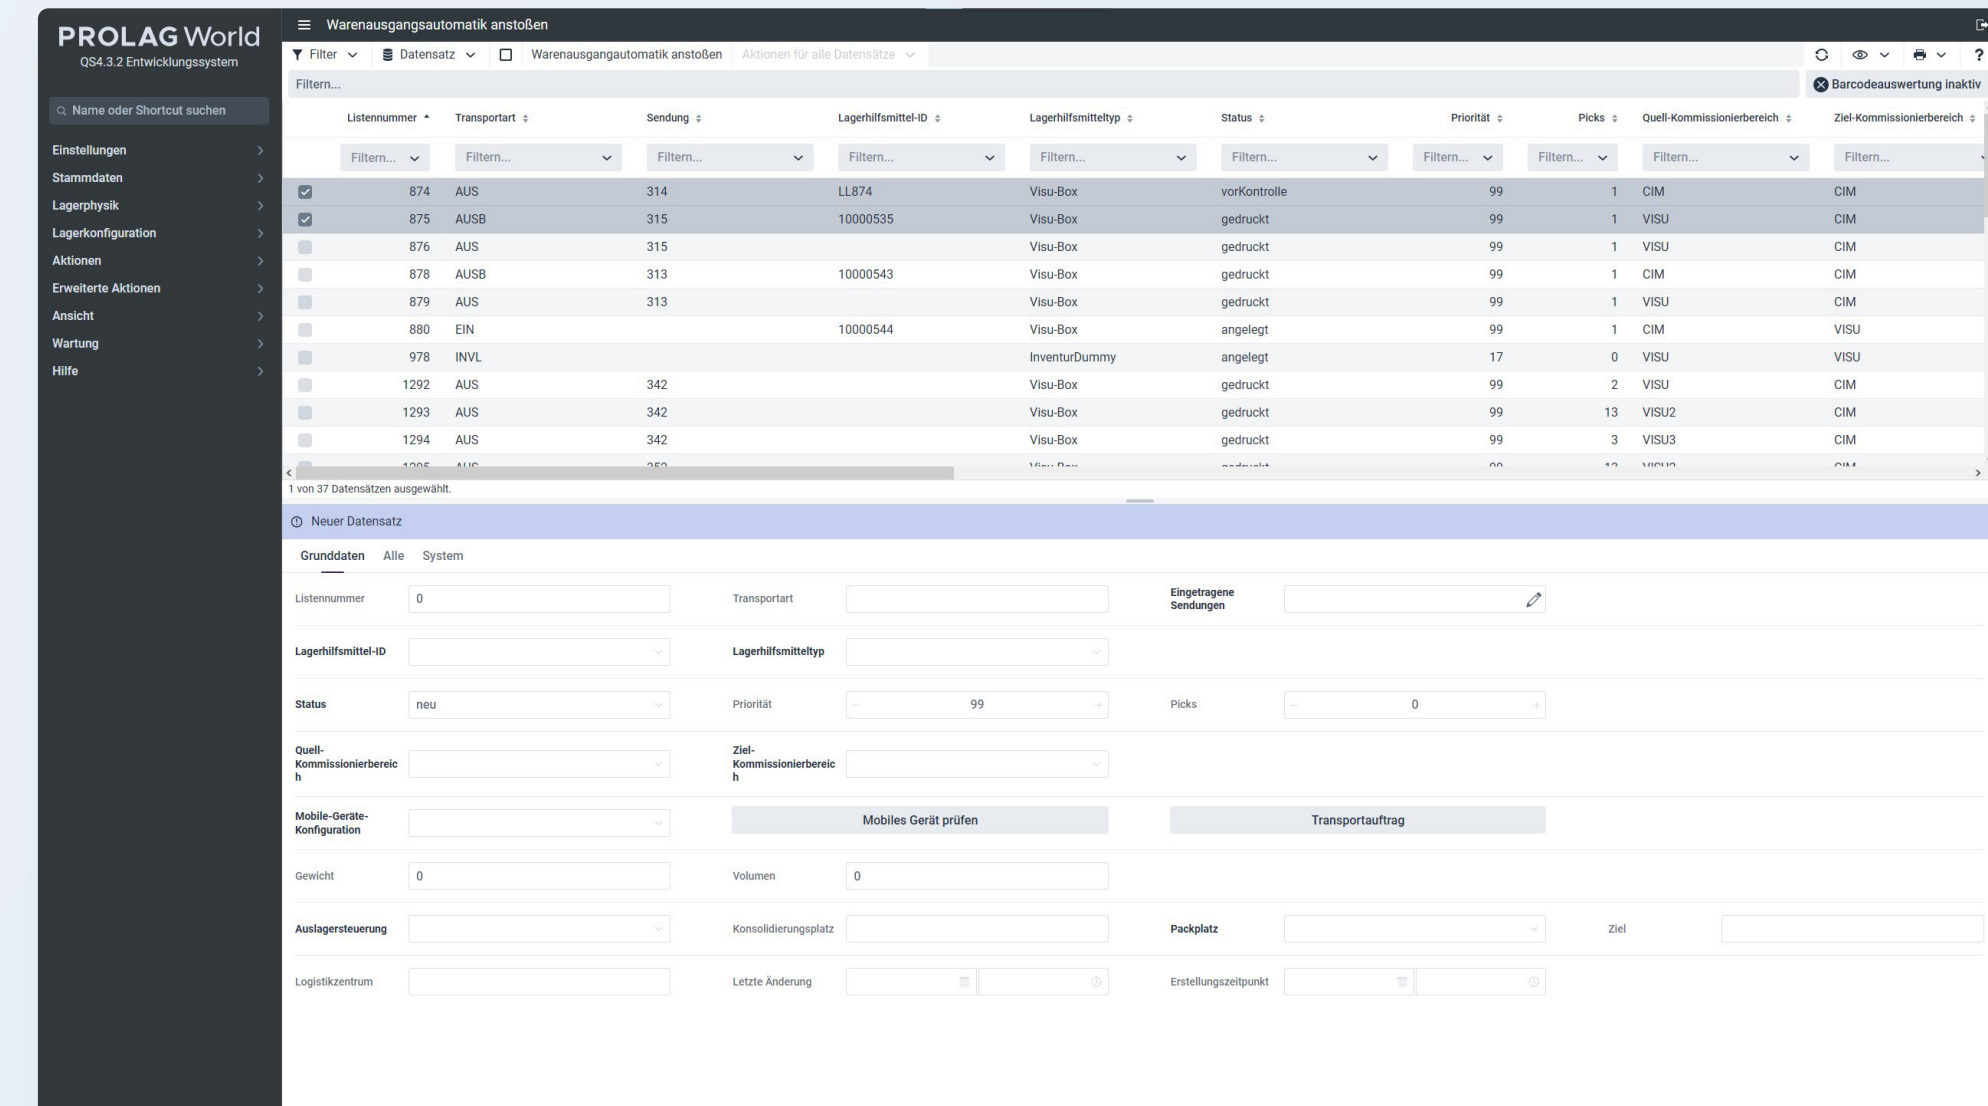 PROLAG World
QS4.3.2 Entwicklungssystem
Name oder Shortcut suchen
Einstellungen
Stammdaten
Lagerphysik
Lagerkonfiguration
Aktionen
Erweiterte Aktionen
Ansicht
Wartung
Hilfe
Warenausgangsautomatik anstoßen
Filter Datensatz Warenausgangautomatik anstoßen Aktionen für alle Datensätze ?
Filtern... Barcodeauswertung inaktiv
Listennummer Transportart Sendung Lagerhilfsmittel-ID Lagerhilfsmitteltyp Status Priorität Picks Quell-Kommissionierbereich Ziel-Kommissionierbereich
Filtern... Filtern... Filtern... Filtern... Filtern... Filtern... Filtern... Filtern... Filtern... Filtern...
874 AUS 314 LL874 Visu-Box vorKontrolle 99 1 CIM CIM
875 AUSB 315 10000535 Visu-Box gedruckt 99 1 VISU CIM
876 AUS 315 Visu-Box gedruckt 99 1 VISU CIM
878 AUSB 313 10000543 Visu-Box gedruckt 99 1 CIM CIM
879 AUS 313 Visu-Box gedruckt 99 1 VISU CIM
880 EIN 10000544 Visu-Box angelegt 99 1 CIM VISU
978 INVL InventurDummy angelegt 17 0 VISU VISU
1292 AUS 342 Visu-Box gedruckt 99 2 VISU CIM
1293 AUS 342 Visu-Box gedruckt 99 13 VISU2 CIM
1294 AUS 342 Visu-Box gedruckt 99 3 VISU3 CIM
1 von 37 Datensätzen ausgewählt.
Neuer Datensatz
Grunddaten Alle System
Listennummer 0 Transportart Eingetragene
Sendungen
Lagerhilfsmittel-ID Lagerhilfsmitteltyp
Status neu Priorität 99 Picks 0
Quell-
Kommissionierbereic
h
Ziel-
Kommissionierbereic
h
Mobile-Geräte-
Konfiguration
Mobiles Gerät prüfen Transportauftrag
Gewicht 0 Volumen 0
Auslagersteuerung Konsolidierungsplatz Packplatz Ziel
Logistikzentrum Letzte Änderung Erstellungszeitpunkt